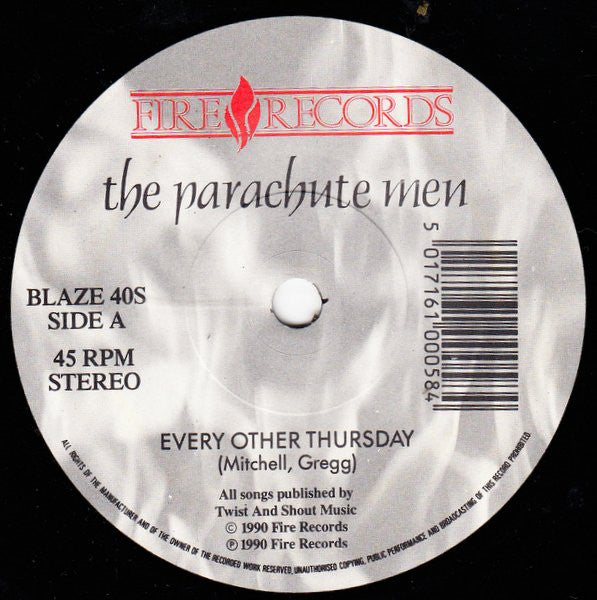 FIRE RECORDS
the parachute men
BLAZE 40S
SIDE A
45 RPM
STEREO
5 017161 000584
EVERY OTHER THURSDAY
(Mitchell, Gregg)
All songs published by
Twist And Shout Music
© 1990 Fire Records
℗ 1990 Fire Records
ALL RIGHTS OF THE MANUFACTURER AND OF THE OWNER OF THE RECORDED WORK RESERVED, UNAUTHORISED COPYING, PUBLIC PERFORMANCE AND BROADCASTING OF THIS RECORD PROHIBITED.